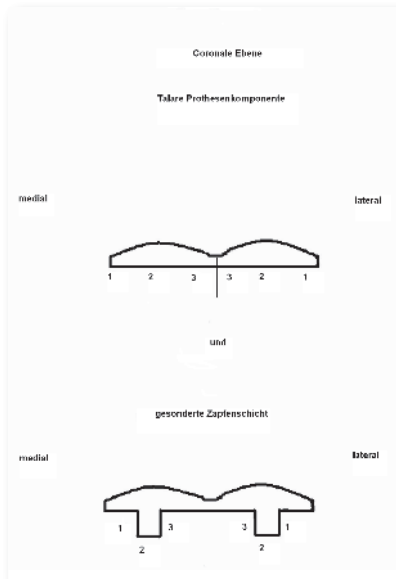 Coronale Ebene
Talare Prothesenkomponente
medial lateral
1 2 3 3 2 1
und
gesonderte Zapfenschicht
medial lateral
1 3 3 1
2 2